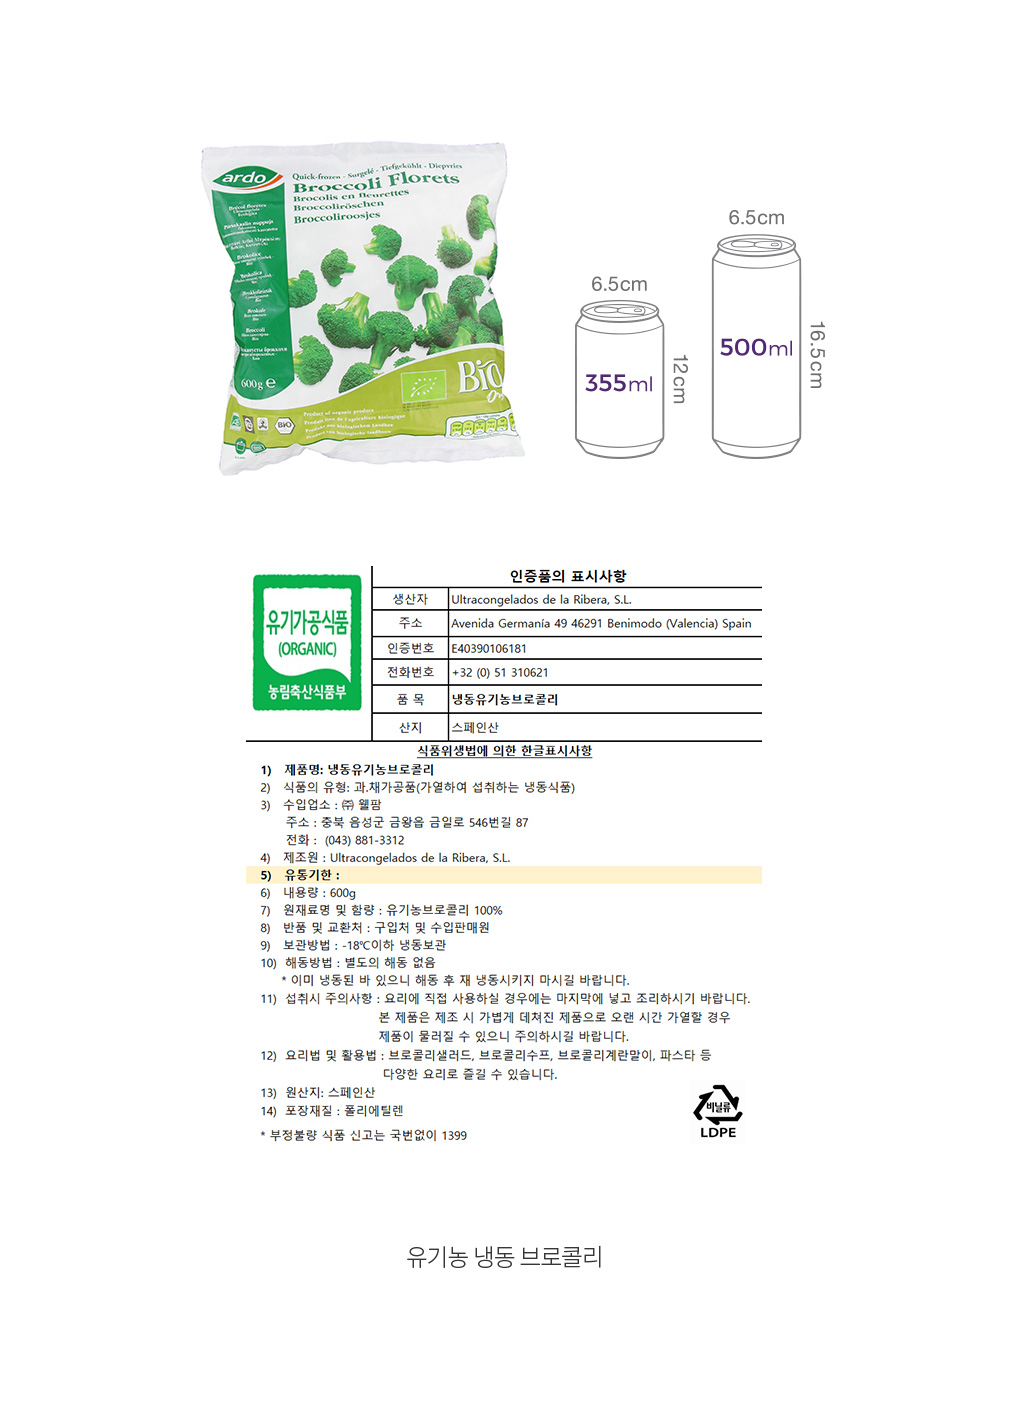 ardo
Quick-frozen - Surgelé - Tiefgekühlt - Diepvries
Broccoli Florets
Brocolis en fleurettes
Broccoliröschen
Broccoliroosjes
600g e
Bio
Product of organic produce
Produit issu de l'agriculture biologique
BIO
6.5cm
6.5cm
355ml
12cm
500ml
16.5cm
유기가공식품
(ORGANIC)
농림축산식품부
인증품의 표시사항
생산자 Ultracongelados de la Ribera, S.L.
주소 Avenida Germanía 49 46291 Benimodo (Valencia) Spain
인증번호 E40390106181
전화번호 +32 (0) 51 310621
품 목 냉동유기농브로콜리
산지 스페인산
식품위생법에 의한 한글표시사항
1) 제품명: 냉동유기농브로콜리
2) 식품의 유형: 과.채가공품(가열하여 섭취하는 냉동식품)
3) 수입업소 : ㈜ 웰팜
주소 : 충북 음성군 금왕읍 금일로 546번길 87
전화 : (043) 881-3312
4) 제조원 : Ultracongelados de la Ribera, S.L.
5) 유통기한 :
6) 내용량 : 600g
7) 원재료명 및 함량 : 유기농브로콜리 100%
8) 반품 및 교환처 : 구입처 및 수입판매원
9) 보관방법 : -18℃이하 냉동보관
10) 해동방법 : 별도의 해동 없음
* 이미 냉동된 바 있으니 해동 후 재 냉동시키지 마시길 바랍니다.
11) 섭취시 주의사항 : 요리에 직접 사용하실 경우에는 마지막에 넣고 조리하시기 바랍니다.
본 제품은 제조 시 가볍게 데쳐진 제품으로 오랜 시간 가열할 경우
제품이 물러질 수 있으니 주의하시길 바랍니다.
12) 요리법 및 활용법 : 브로콜리샐러드, 브로콜리수프, 브로콜리계란말이, 파스타 등
다양한 요리로 즐길 수 있습니다.
13) 원산지: 스페인산
14) 포장재질 : 폴리에틸렌
* 부정불량 식품 신고는 국번없이 1399
비닐류
LDPE
유기농 냉동 브로콜리